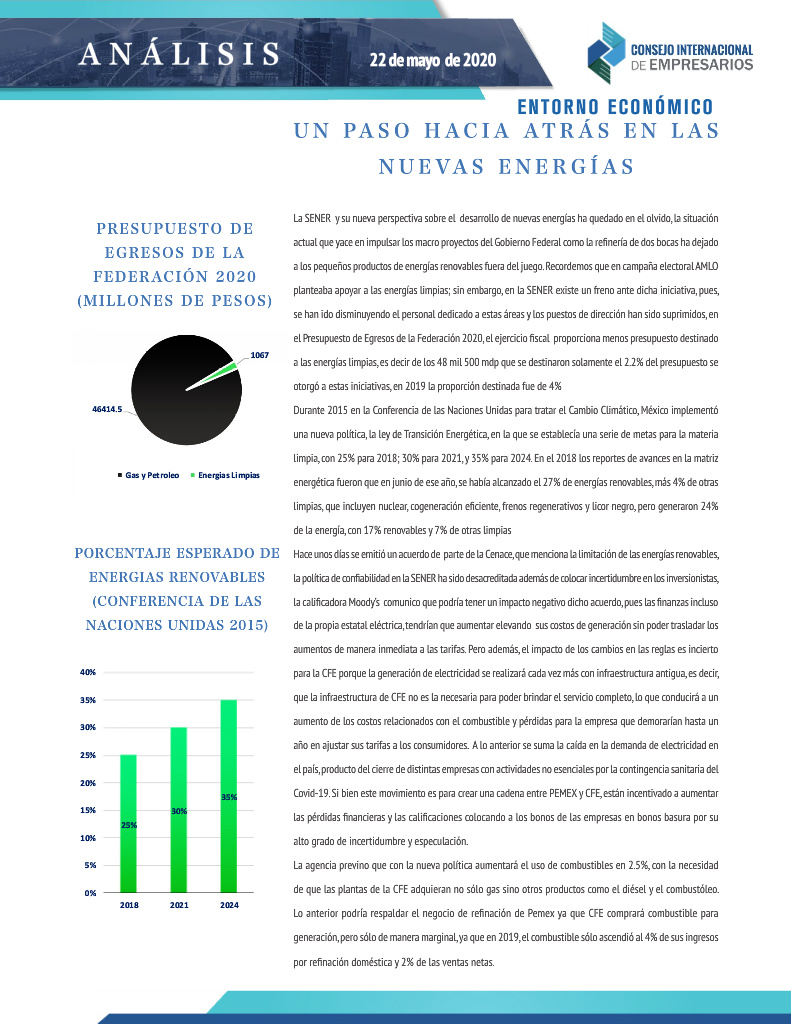 ANÁLISIS
22 de mayo de 2020
CONSEJO INTERNACIONAL
DE EMPRESARIOS
ENTORNO ECONÓMICO
UN PASO HACIA ATRÁS EN LAS
NUEVAS ENERGÍAS
PRESUPUESTO DE
EGRESOS DE LA
FEDERACIÓN 2020
(MILLONES DE PESOS)
1067
46414.5
Gas y Petroleo
Energias Limpias
PORCENTAJE ESPERADO DE
ENERGIAS RENOVABLES
(CONFERENCIA DE LAS
NACIONES UNIDAS 2015)
40%
35%
30%
25%
20%
15%
10%
5%
0%
25%
30%
35%
2018
2021
2024
La SENER y su nueva perspectiva sobre el desarrollo de nuevas energías ha quedado en el olvido, la situación
actual que yace en impulsar los macro proyectos del Gobierno Federal como la refinería de dos bocas ha dejado
a los pequeños productos de energías renovables fuera del juego. Recordemos que en campaña electoral AMLO
planteaba apoyar a las energías limpias; sin embargo, en la SENER existe un freno ante dicha iniciativa, pues,
se han ido disminuyendo el personal dedicado a estas áreas y los puestos de dirección han sido suprimidos, en
el Presupuesto de Egresos de la Federación 2020, el ejercicio fiscal proporciona menos presupuesto destinado
a las energías limpias, es decir de los 48 mil 500 mdp que se destinaron solamente el 2.2% del presupuesto se
otorgó a estas iniciativas, en 2019 la proporción destinada fue de 4%
Durante 2015 en la Conferencia de las Naciones Unidas para tratar el Cambio Climático, México implementó
una nueva política, la ley de Transición Energética, en la que se establecía una serie de metas para la materia
limpia, con 25% para 2018; 30% para 2021, y 35% para 2024. En el 2018 los reportes de avances en la matriz
energética fueron que en junio de ese año, se había alcanzado el 27% de energías renovables, más 4% de otras
limpias, que incluyen nuclear, cogeneración eficiente, frenos regenerativos y licor negro, pero generaron 24%
de la energía, con 17% renovables y 7% de otras limpias
Hace unos días se emitió un acuerdo de parte de la Cenace, que menciona la limitación de las energías renovables,
la política de confiabilidad en la SENER ha sido desacreditada además de colocar incertidumbre en los inversionistas,
la calificadora Moody's comunico que podría tener un impacto negativo dicho acuerdo, pues las finanzas incluso
de la propia estatal eléctrica, tendrían que aumentar elevando sus costos de generación sin poder trasladar los
aumentos de manera inmediata a las tarifas. Pero además, el impacto de los cambios en las reglas es incierto
para la CFE porque la generación de electricidad se realizará cada vez más con infraestructura antigua, es decir,
que la infraestructura de CFE no es la necesaria para poder brindar el servicio completo, lo que conducirá a un
aumento de los costos relacionados con el combustible y pérdidas para la empresa que demorarían hasta un
año en ajustar sus tarifas a los consumidores. A lo anterior se suma la caída en la demanda de electricidad en
el país, producto del cierre de distintas empresas con actividades no esenciales por la contingencia sanitaria del
Covid-19. Si bien este movimiento es para crear una cadena entre PEMEX y CFE, están incentivado a aumentar
las pérdidas financieras y las calificaciones colocando a los bonos de las empresas en bonos basura por su
alto grado de incertidumbre y especulación.
La agencia previno que con la nueva política aumentará el uso de combustibles en 2.5%, con la necesidad
de que las plantas de la CFE adquieran no sólo gas sino otros productos como el diésel y el combustóleo.
Lo anterior podría respaldar el negocio de refinación de Pemex ya que CFE comprará combustible para
generación, pero sólo de manera marginal, ya que en 2019, el combustible sólo ascendió al 4% de sus ingresos
por refinación doméstica y 2% de las ventas netas.